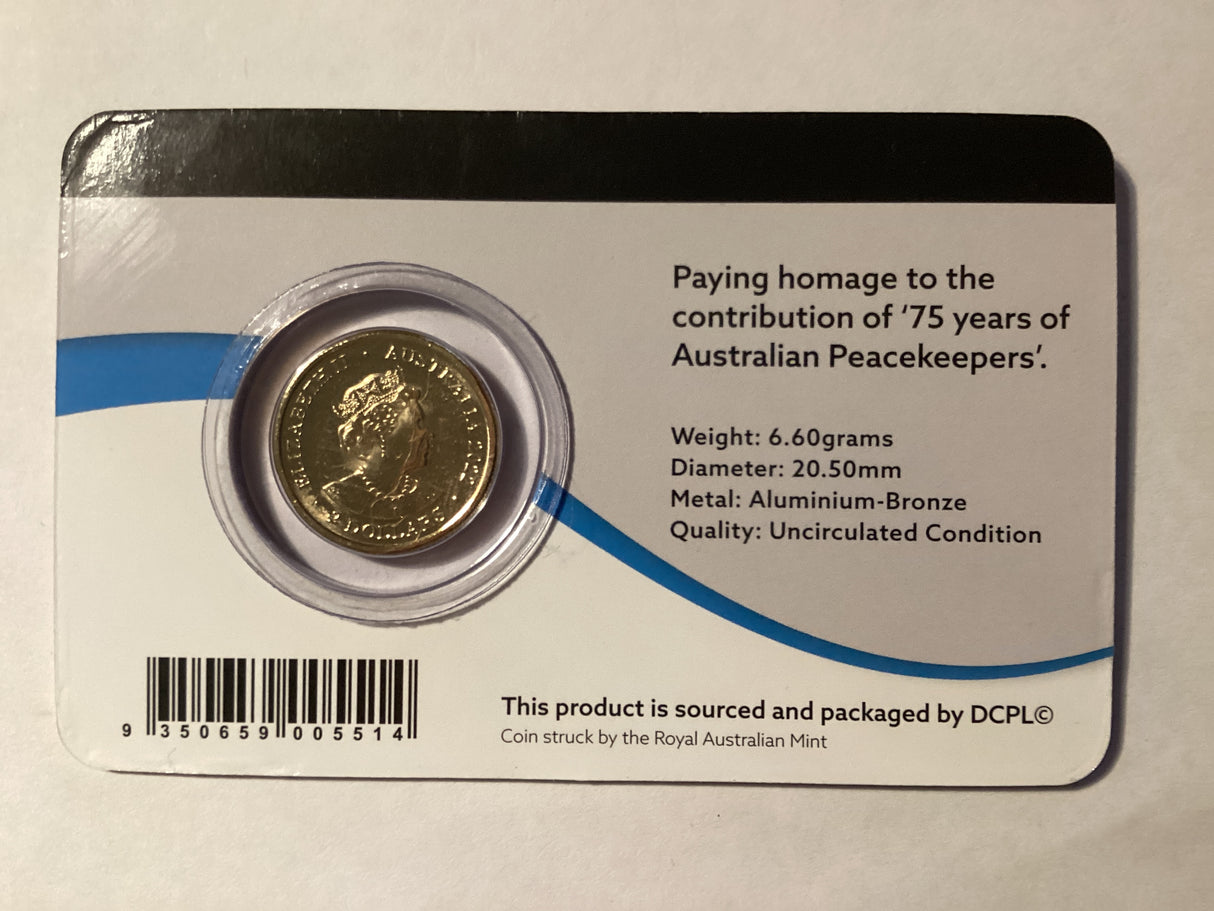 Paying homage to the
contribution of ‘75 years of
Australian Peacekeepers’.
Weight: 6.60grams
Diameter: 20.50mm
Metal: Aluminium-Bronze
Quality: Uncirculated Condition
ELIZABETH II · AUSTRALIA 2022
2 DOLLARS
9 350659 005514
This product is sourced and packaged by DCPL©
Coin struck by the Royal Australian Mint